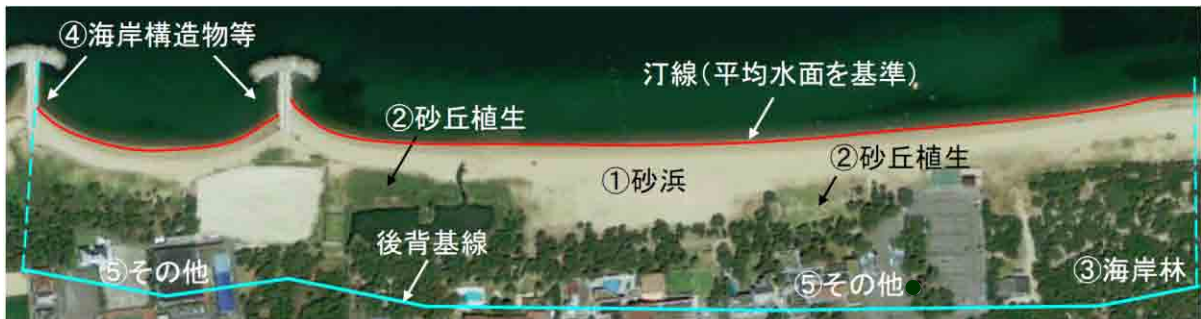 ④海岸構造物等
汀線(平均水面を基準)
②砂丘植生
②砂丘植生
①砂浜
後背基線
⑤その他
⑤その他
③海岸林